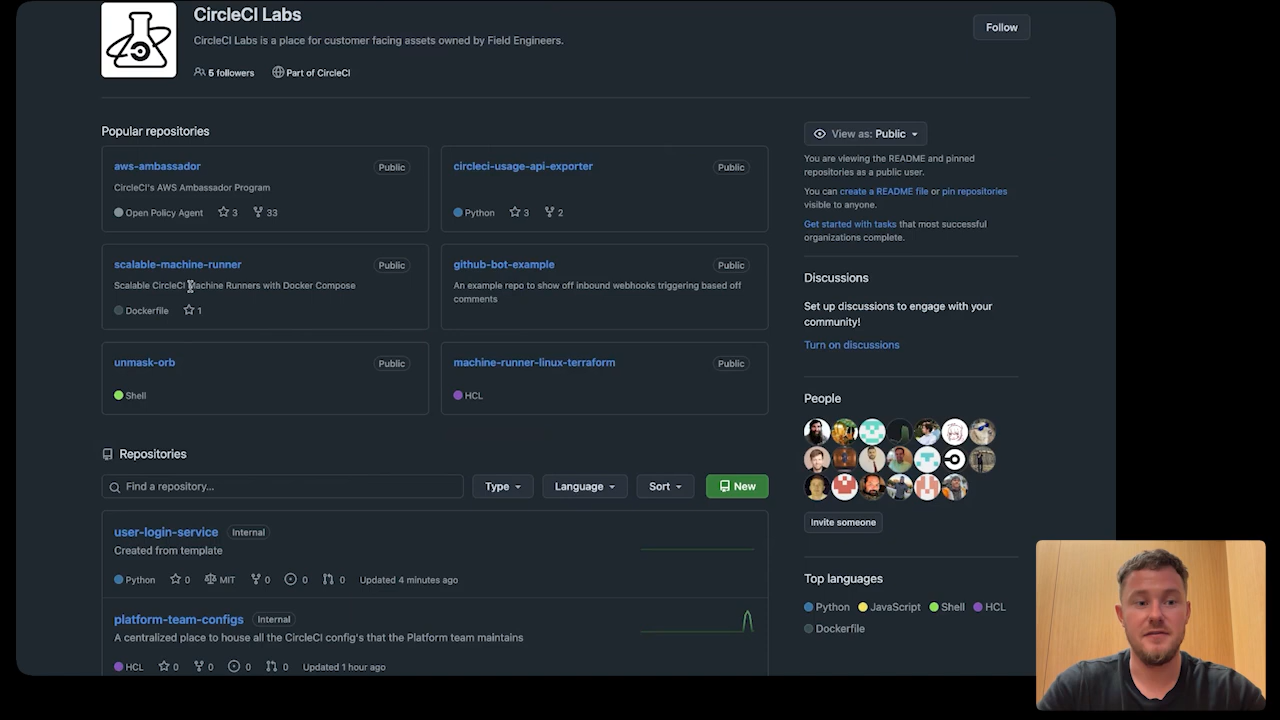 CircleCI Labs
CircleCI Labs is a place for customer facing assets owned by Field Engineers.
5 followers
Part of CircleCI
Follow
Popular repositories
aws-ambassador
Public
CircleCI's AWS Ambassador Program
Open Policy Agent
3
33
circleci-usage-api-exporter
Public
Python
3
2
scalable-machine-runner
Public
Scalable CircleCI Machine Runners with Docker Compose
Dockerfile
1
github-bot-example
Public
An example repo to show off inbound webhooks triggering based off
comments
unmask-orb
Public
Shell
machine-runner-linux-terraform
Public
HCL
Repositories
Find a repository...
Type
Language
Sort
New
user-login-service
Internal
Created from template
Python
0
MIT
0
0
0
Updated 4 minutes ago
platform-team-configs
Internal
A centralized place to house all the CircleCI config's that the Platform team maintains
HCL
0
0
0
0
Updated 1 hour ago
View as: Public
You are viewing the README and pinned
repositories as a public user.
You can create a README file or pin repositories
visible to anyone.
Get started with tasks that most successful
organizations complete.
Discussions
Set up discussions to engage with your
community!
Turn on discussions
People
Invite someone
Top languages
Python
JavaScript
Shell
HCL
Dockerfile